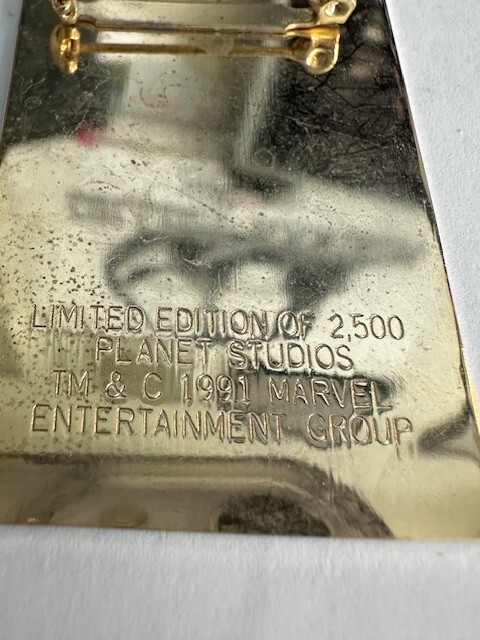 LIMITED EDITION OF 2,500
PLANET STUDIOS
TM & C 1991 MARVEL
ENTERTAINMENT GROUP